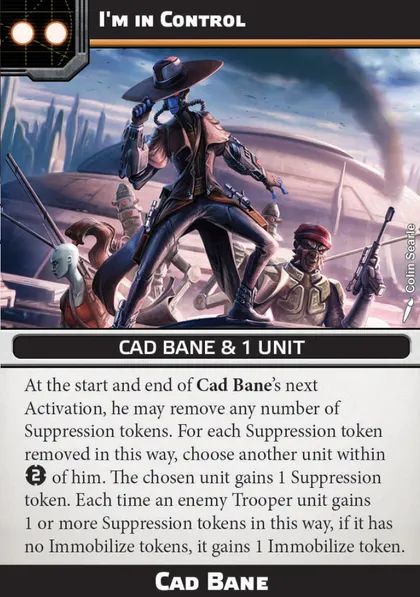 I'm in Control
Colin Searle
CAD BANE & 1 UNIT
At the start and end of Cad Bane's next
Activation, he may remove any number of
Suppression tokens. For each Suppression token
removed in this way, choose another unit within
2 of him. The chosen unit gains 1 Suppression
token. Each time an enemy Trooper unit gains
1 or more Suppression tokens in this way, if it has
no Immobilize tokens, it gains 1 Immobilize token.
Cad Bane